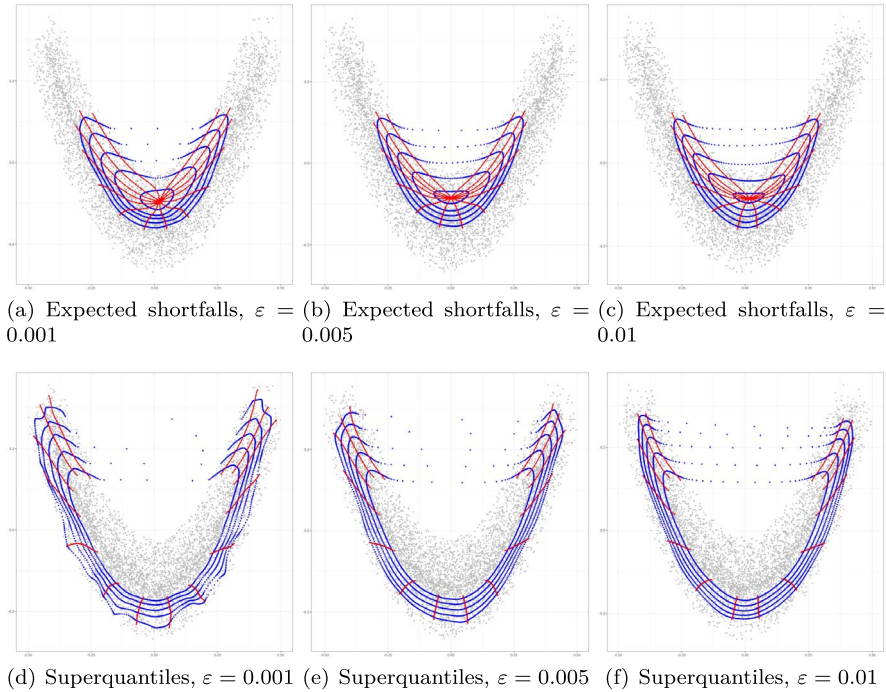 (a) Expected shortfalls, ε = 0.001
(b) Expected shortfalls, ε = 0.005
(c) Expected shortfalls, ε = 0.01
(d) Superquantiles, ε = 0.001
(e) Superquantiles, ε = 0.005
(f) Superquantiles, ε = 0.01